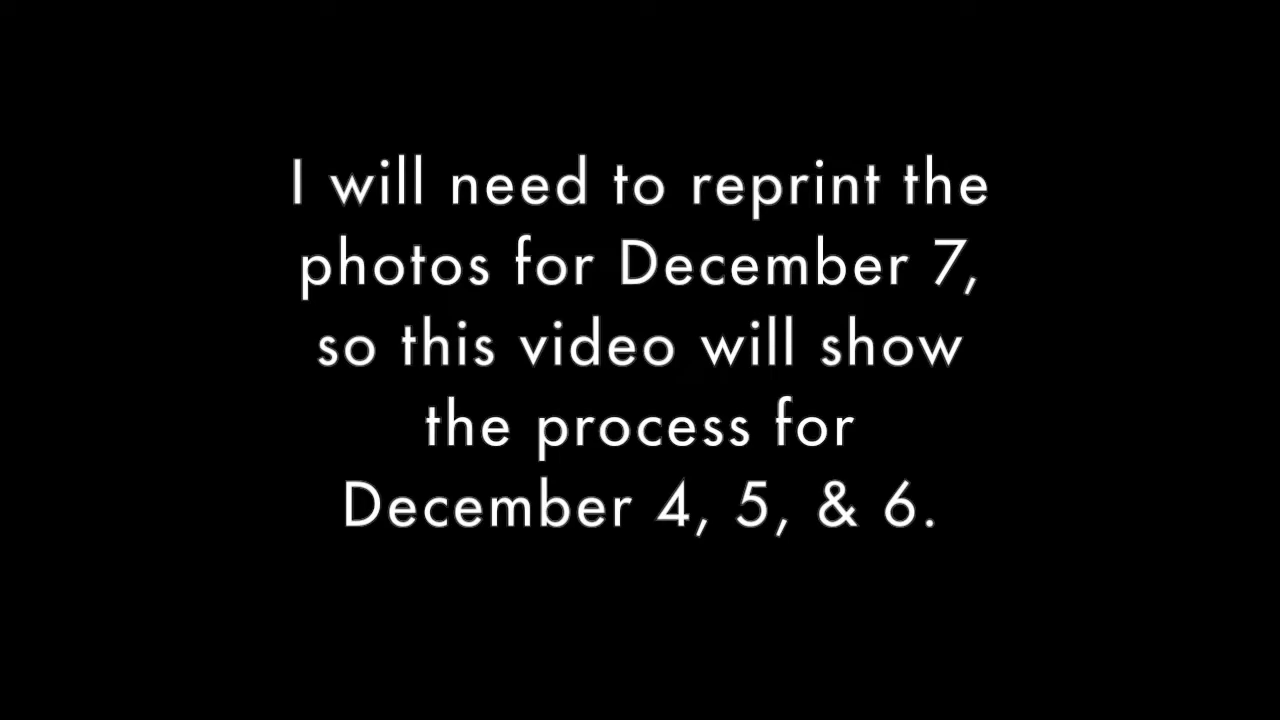 I will need to reprint the
photos for December 7,
so this video will show
the process for
December 4, 5, & 6.